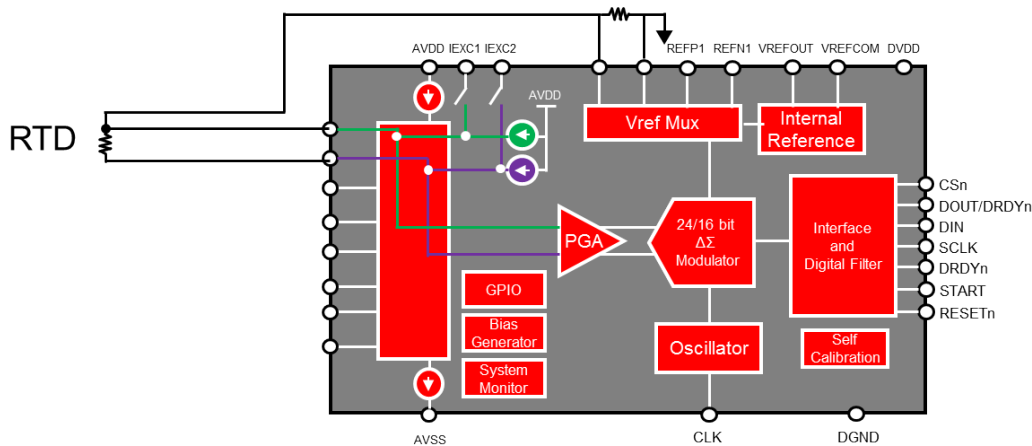 AVDD IEXC1 IEXC2
REFP1 REFN1 VREFOUT VREFCOM DVDD
AVDD
Vref Mux
Internal
Reference
RTD
CSn
DOUT/DRDYn
DIN
SCLK
DRDYn
START
RESETn
PGA
24/16 bit
ΔΣ
Modulator
Interface
and
Digital Filter
GPIO
Bias
Generator
System
Monitor
Oscillator
Self
Calibration
AVSS
CLK
DGND